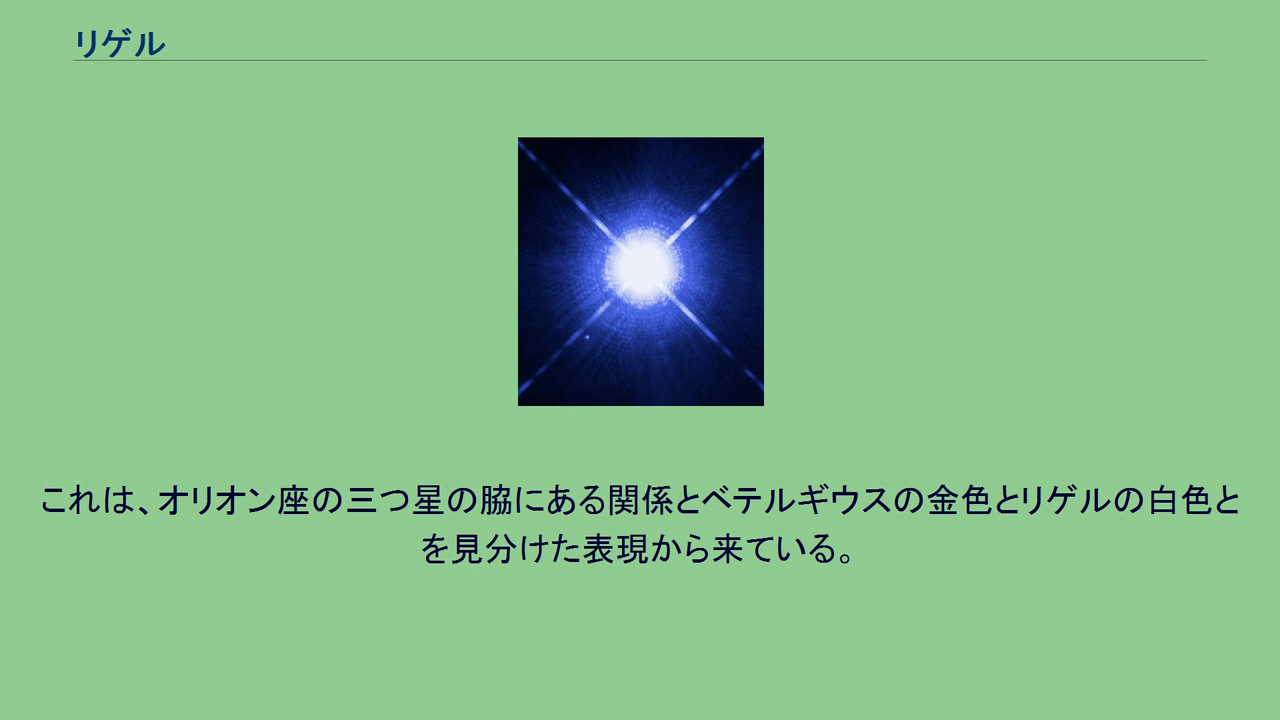 リゲル
これは、オリオン座の三つ星の脇にある関係とベテルギウスの金色とリゲルの白色と
を見分けた表現から来ている。